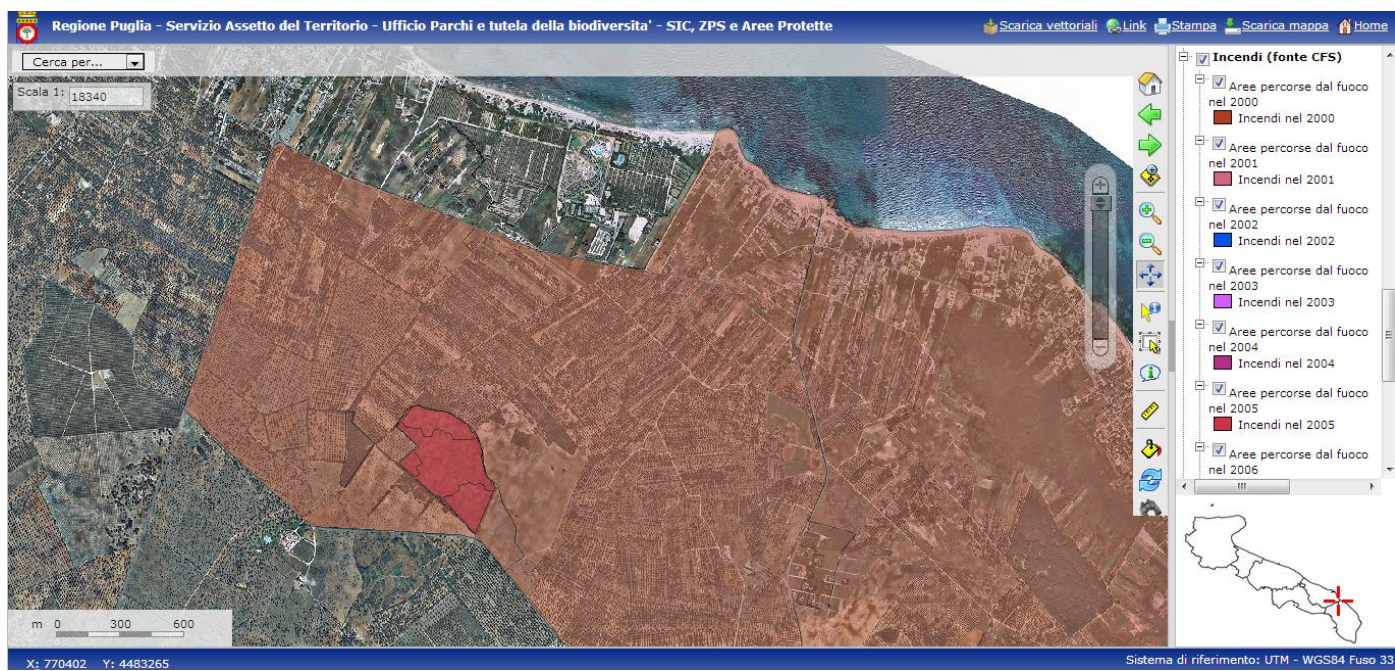 Regione Puglia - Servizio Assetto del Territorio - Ufficio Parchi e tutela della biodiversita' - SIC, ZPS e Aree Protette
Scarica vettoriali Link Stampa Scarica mappa Home
Cerca per...
Scala 1: 18340
Incendi (fonte CFS)
Aree percorse dal fuoco
nel 2000
Incendi nel 2000
Aree percorse dal fuoco
nel 2001
Incendi nel 2001
Aree percorse dal fuoco
nel 2002
Incendi nel 2002
Aree percorse dal fuoco
nel 2003
Incendi nel 2003
Aree percorse dal fuoco
nel 2004
Incendi nel 2004
Aree percorse dal fuoco
nel 2005
Incendi nel 2005
Aree percorse dal fuoco
nel 2006
m 0 300 600
X: 770402 Y: 4483265
Sistema di riferimento: UTM - WGS84 Fuso 33